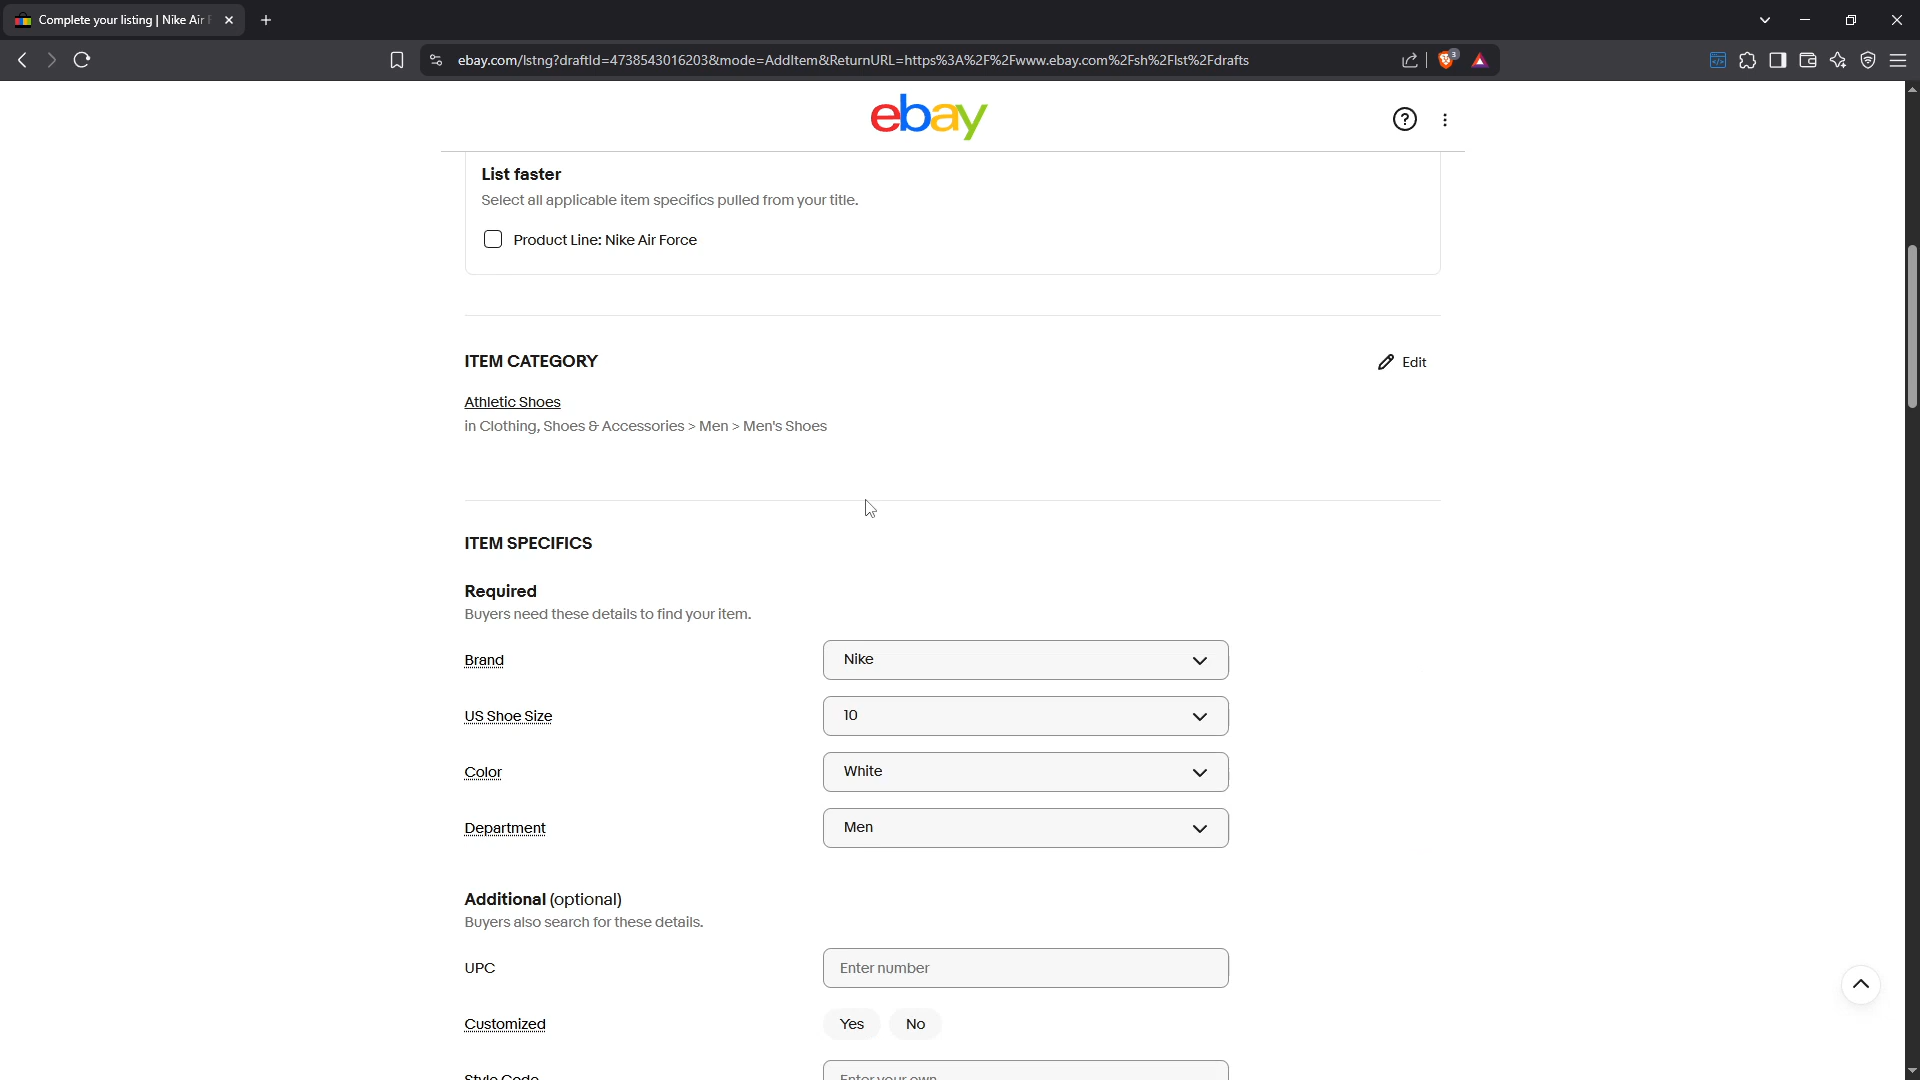 Complete your listing | Nike Air F
ebay.com/lstng?draftId=4738543016203&mode=AddItem&ReturnURL=https%3A%2F%2Fwww.ebay.com%2Fsh%2Flst%2Fdrafts
3
ebay
List faster
Select all applicable item specifics pulled from your title.
Product Line: Nike Air Force
ITEM CATEGORY
Edit
Athletic Shoes
in Clothing, Shoes & Accessories > Men > Men's Shoes
ITEM SPECIFICS
Required
Buyers need these details to find your item.
Brand
Nike
US Shoe Size
10
Color
White
Department
Men
Additional (optional)
Buyers also search for these details.
UPC
Enter number
Customized
Yes
No
Style Code
Enter your own